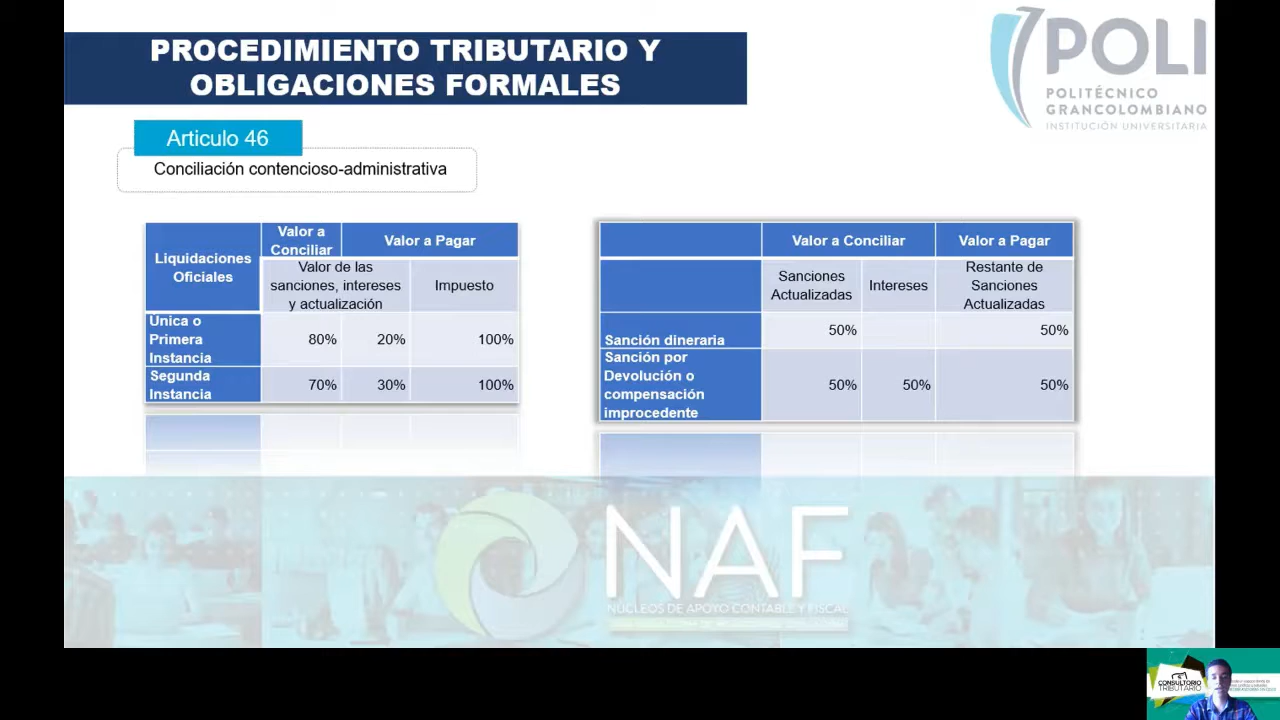 PROCEDIMIENTO TRIBUTARIO Y
OBLIGACIONES FORMALES
POLI
POLITÉCNICO
GRANCOLOMBIANO
INSTITUCIÓN UNIVERSITARIA
Articulo 46
Conciliación contencioso-administrativa
Liquidaciones
Oficiales
Valor a
Conciliar
Valor a Pagar
Valor de las
sanciones, intereses
y actualización
Impuesto
Unica o
Primera
Instancia
80%
20%
100%
Segunda
Instancia
70%
30%
100%
Valor a Conciliar
Valor a Pagar
Sanciones
Actualizadas
Intereses
Restante de
Sanciones
Actualizadas
Sanción dineraria
50%
50%
Sanción por
Devolución o
compensación
improcedente
50%
50%
50%
NAF
NÚCLEOS DE APOYO CONTABLE Y FISCAL
CONSULTORIO
TRIBUTARIO